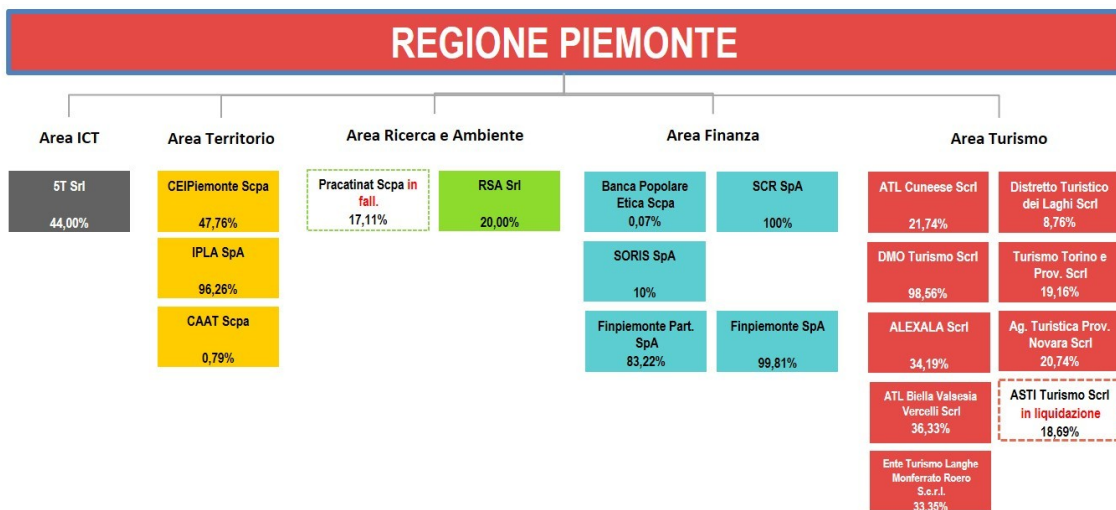 REGIONE PIEMONTE
Area ICT
5T Srl
44,00%
Area Territorio
CEIPiemonte Scpa
47,76%
IPLA SpA
96,26%
CAAT Scpa
0,79%
Area Ricerca e Ambiente
Pracatinat Scpa in
fall.
17,11%
RSA Srl
20,00%
Area Finanza
Banca Popolare
Etica Scpa
0,07%
SCR SpA
100%
SORIS SpA
10%
Finpiemonte Part.
SpA
83,22%
Finpiemonte SpA
99,81%
Area Turismo
ATL Cuneese Scrl
21,74%
Distretto Turistico
dei Laghi Scrl
8,76%
DMO Turismo Scrl
98,56%
Turismo Torino e
Prov. Scrl
19,16%
ALEXALA Scrl
34,19%
Ag. Turistica Prov.
Novara Scrl
20,74%
ATL Biella Valsesia
Vercelli Scrl
36,33%
ASTI Turismo Scrl
in liquidazione
18,69%
Ente Turismo Langhe
Monferrato Roero
S.c.r.l.
33,35%